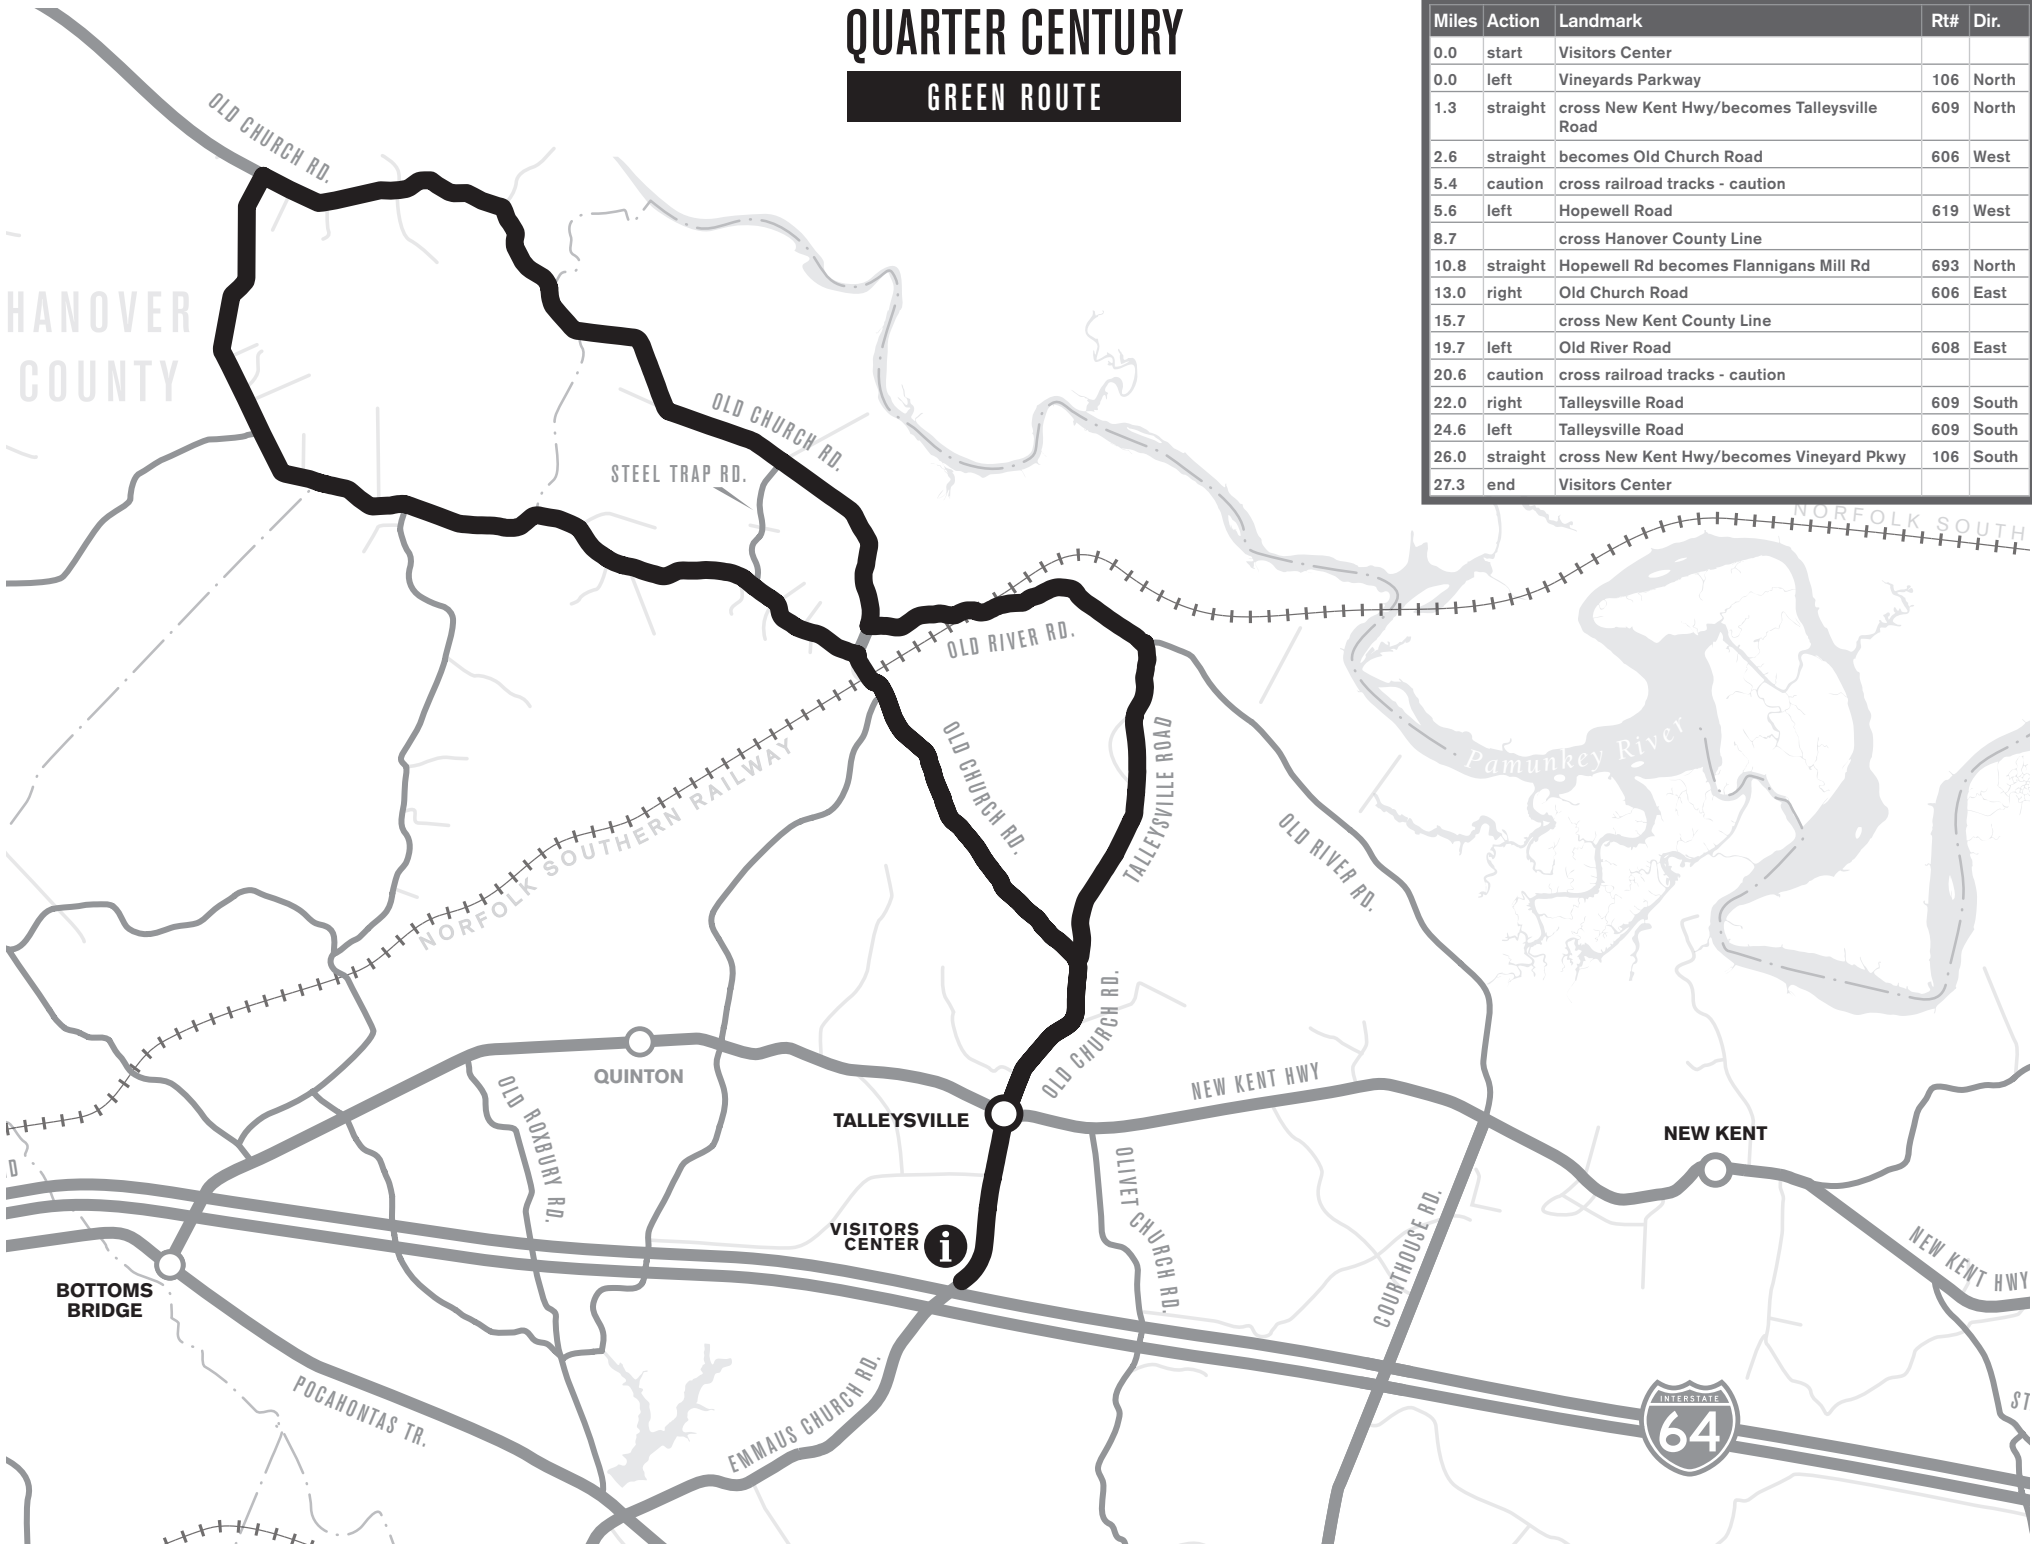 QUARTER CENTURY
GREEN ROUTE
Miles Action Landmark Rt# Dir.
0.0 start Visitors Center
0.0 left Vineyards Parkway 106 North
1.3 straight cross New Kent Hwy/becomes Talleysville
Road 609 North
2.6 straight becomes Old Church Road 606 West
5.4 caution cross railroad tracks - caution
5.6 left Hopewell Road 619 West
8.7 cross Hanover County Line
10.8 straight Hopewell Rd becomes Flannigans Mill Rd 693 North
13.0 right Old Church Road 606 East
15.7 cross New Kent County Line
19.7 left Old River Road 608 East
20.6 caution cross railroad tracks - caution
22.0 right Talleysville Road 609 South
24.6 left Talleysville Road 609 South
26.0 straight cross New Kent Hwy/becomes Vineyard Pkwy 106 South
27.3 end Visitors Center
OLD CHURCH RD.
HANOVER
COUNTY
OLD CHURCH RD.
STEEL TRAP RD.
NORFOLK SOUTH
OLD RIVER RD.
NORFOLK SOUTHERN RAILWAY
OLD CHURCH RD.
TALLEYSVILLE ROAD
Pamunkey River
OLD RIVER RD.
OLD CHURCH RD.
QUINTON
NEW KENT HWY
TALLEYSVILLE
NEW KENT
OLD ROXBURY RD.
OLIVET CHURCH RD.
D
COURTHOUSE RD.
VISITORS
CENTER
i
NEW KENT HWY
BOTTOMS
BRIDGE
POCAHONTAS TR.
EMMAUS CHURCH RD.
INTERSTATE
64
ST